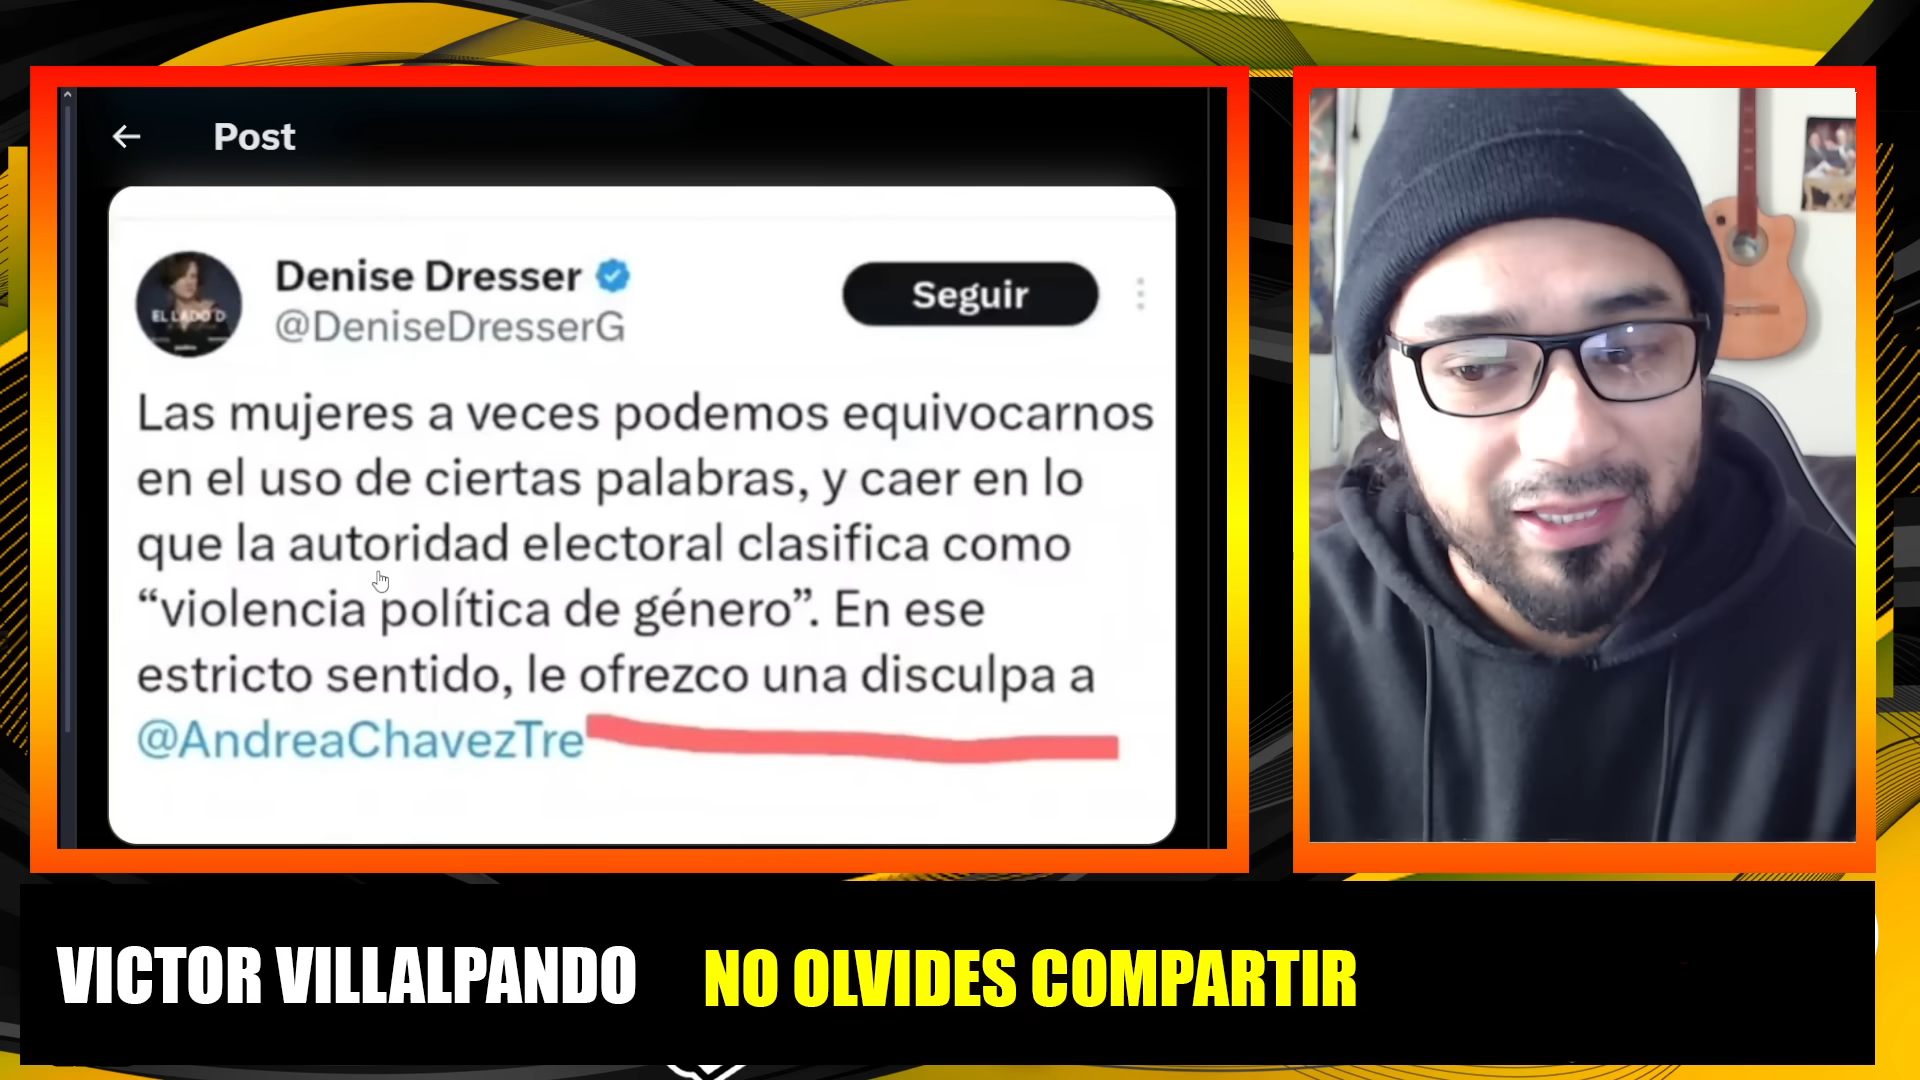 Post
Denise Dresser
@DeniseDresserG
Seguir
EL LADO D
Las mujeres a veces podemos equivocarnos
en el uso de ciertas palabras, y caer en lo
que la autoridad electoral clasifica como
“violencia política de género”. En ese
estricto sentido, le ofrezco una disculpa a
@AndreaChavezTre
VICTOR VILLALPANDO
NO OLVIDES COMPARTIR